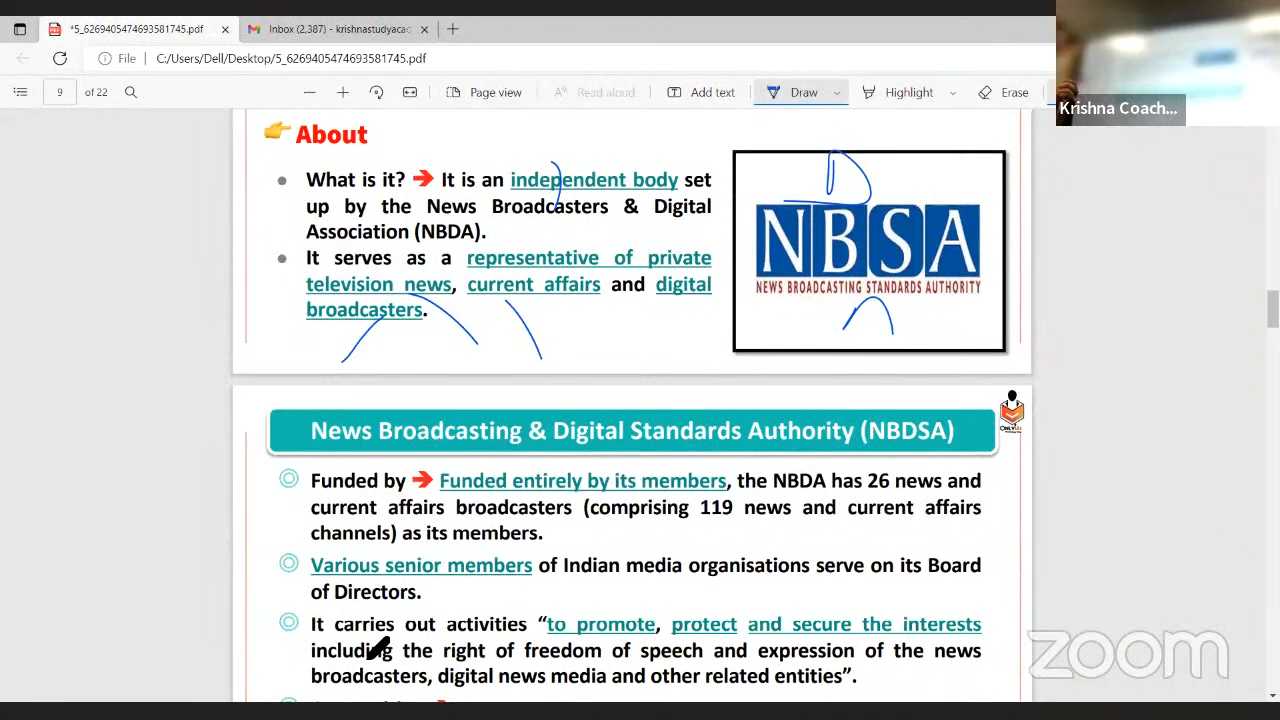 *5_6269405474693581745.pdf
Inbox (2,387) - krishnastudyacac
File
C:/Users/Dell/Desktop/5_6269405474693581745.pdf
9 of 22
Page view
Read aloud
Add text
Draw
Highlight
Erase
Krishna Coach...
About
What is it? ➔ It is an independent body set
up by the News Broadcasters & Digital
Association (NBDA).
It serves as a representative of private
television news, current affairs and digital
broadcasters.
D
NBSA
NEWS BROADCASTING STANDARDS AUTHORITY
News Broadcasting & Digital Standards Authority (NBDSA)
Funded by ➔ Funded entirely by its members, the NBDA has 26 news and
current affairs broadcasters (comprising 119 news and current affairs
channels) as its members.
Various senior members of Indian media organisations serve on its Board
of Directors.
It carries out activities “to promote, protect and secure the interests
including the right of freedom of speech and expression of the news
broadcasters, digital news media and other related entities”.
zoom